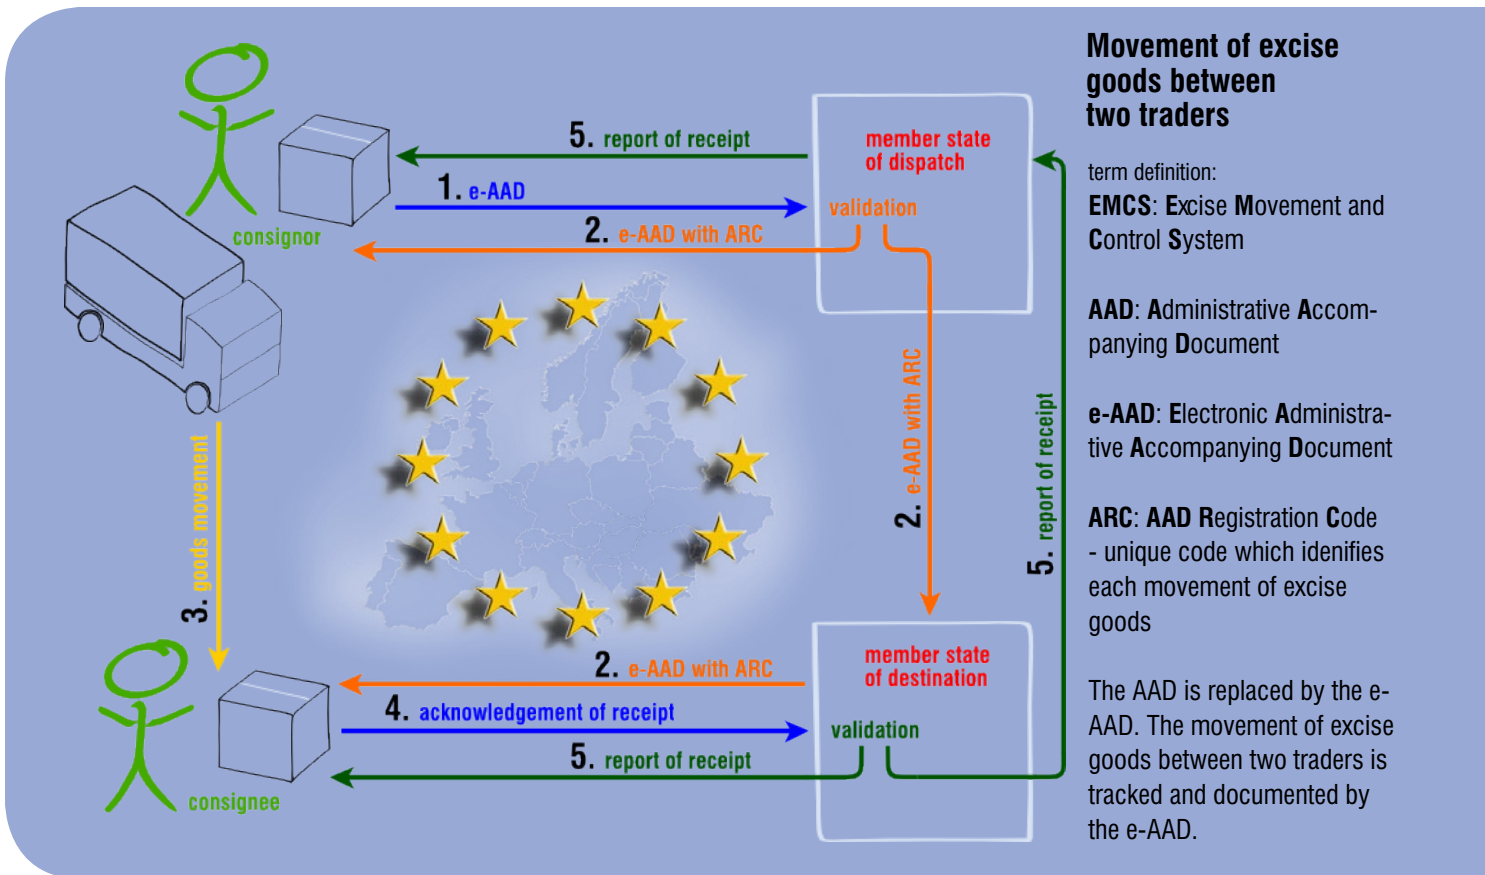 Movement of excise
goods between
two traders
term definition:
EMCS: Excise Movement and
Control System
AAD: Administrative Accom-
panying Document
e-AAD: Electronic Administra-
tive Accompanying Document
ARC: AAD Registration Code
- unique code which idenifies
each movement of excise
goods
The AAD is replaced by the e-
AAD. The movement of excise
goods between two traders is
tracked and documented by
the e-AAD.
5. report of receipt
1. e-AAD
2. e-AAD with ARC
consignor
member state
of dispatch
validation
2. e-AAD with ARC
5. report of receipt
3. goods movement
member state
of destination
validation
2. e-AAD with ARC
4. acknowledgement of receipt
5. report of receipt
consignee